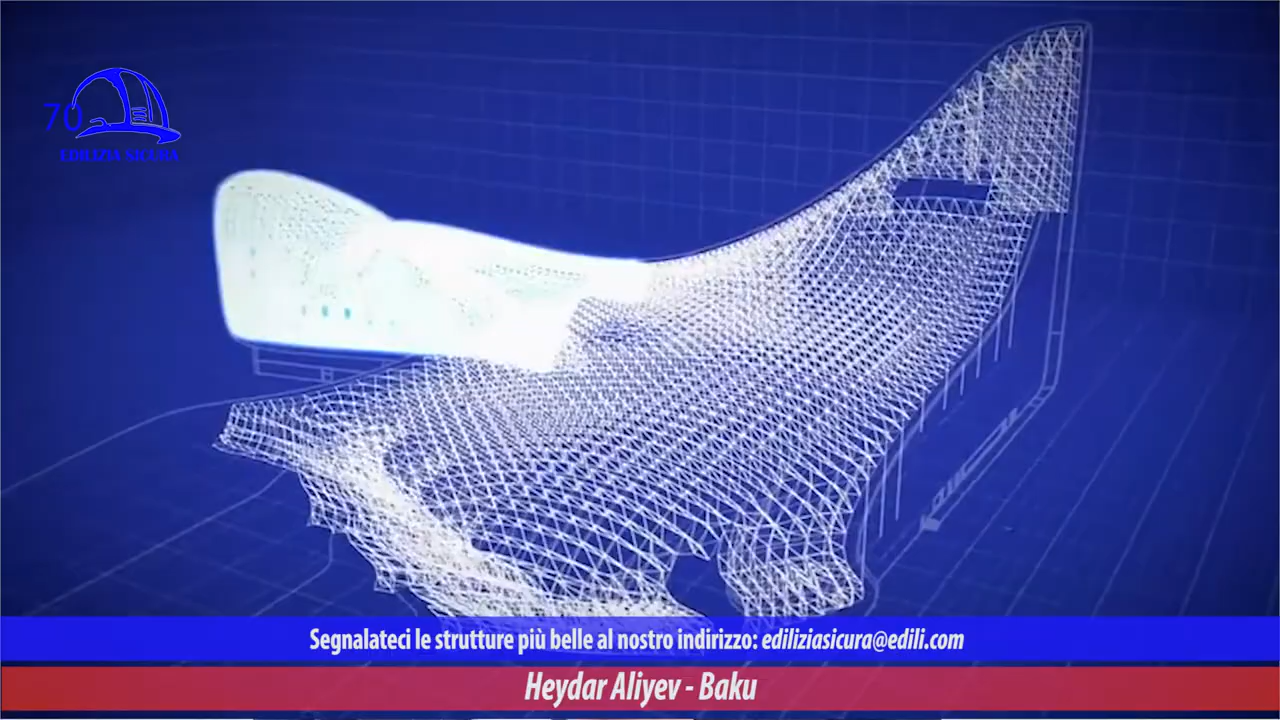 70
EDILIZIA SICURA
Segnalateci le strutture più belle al nostro indirizzo: ediliziasicura@edili.com
Heydar Aliyev - Baku